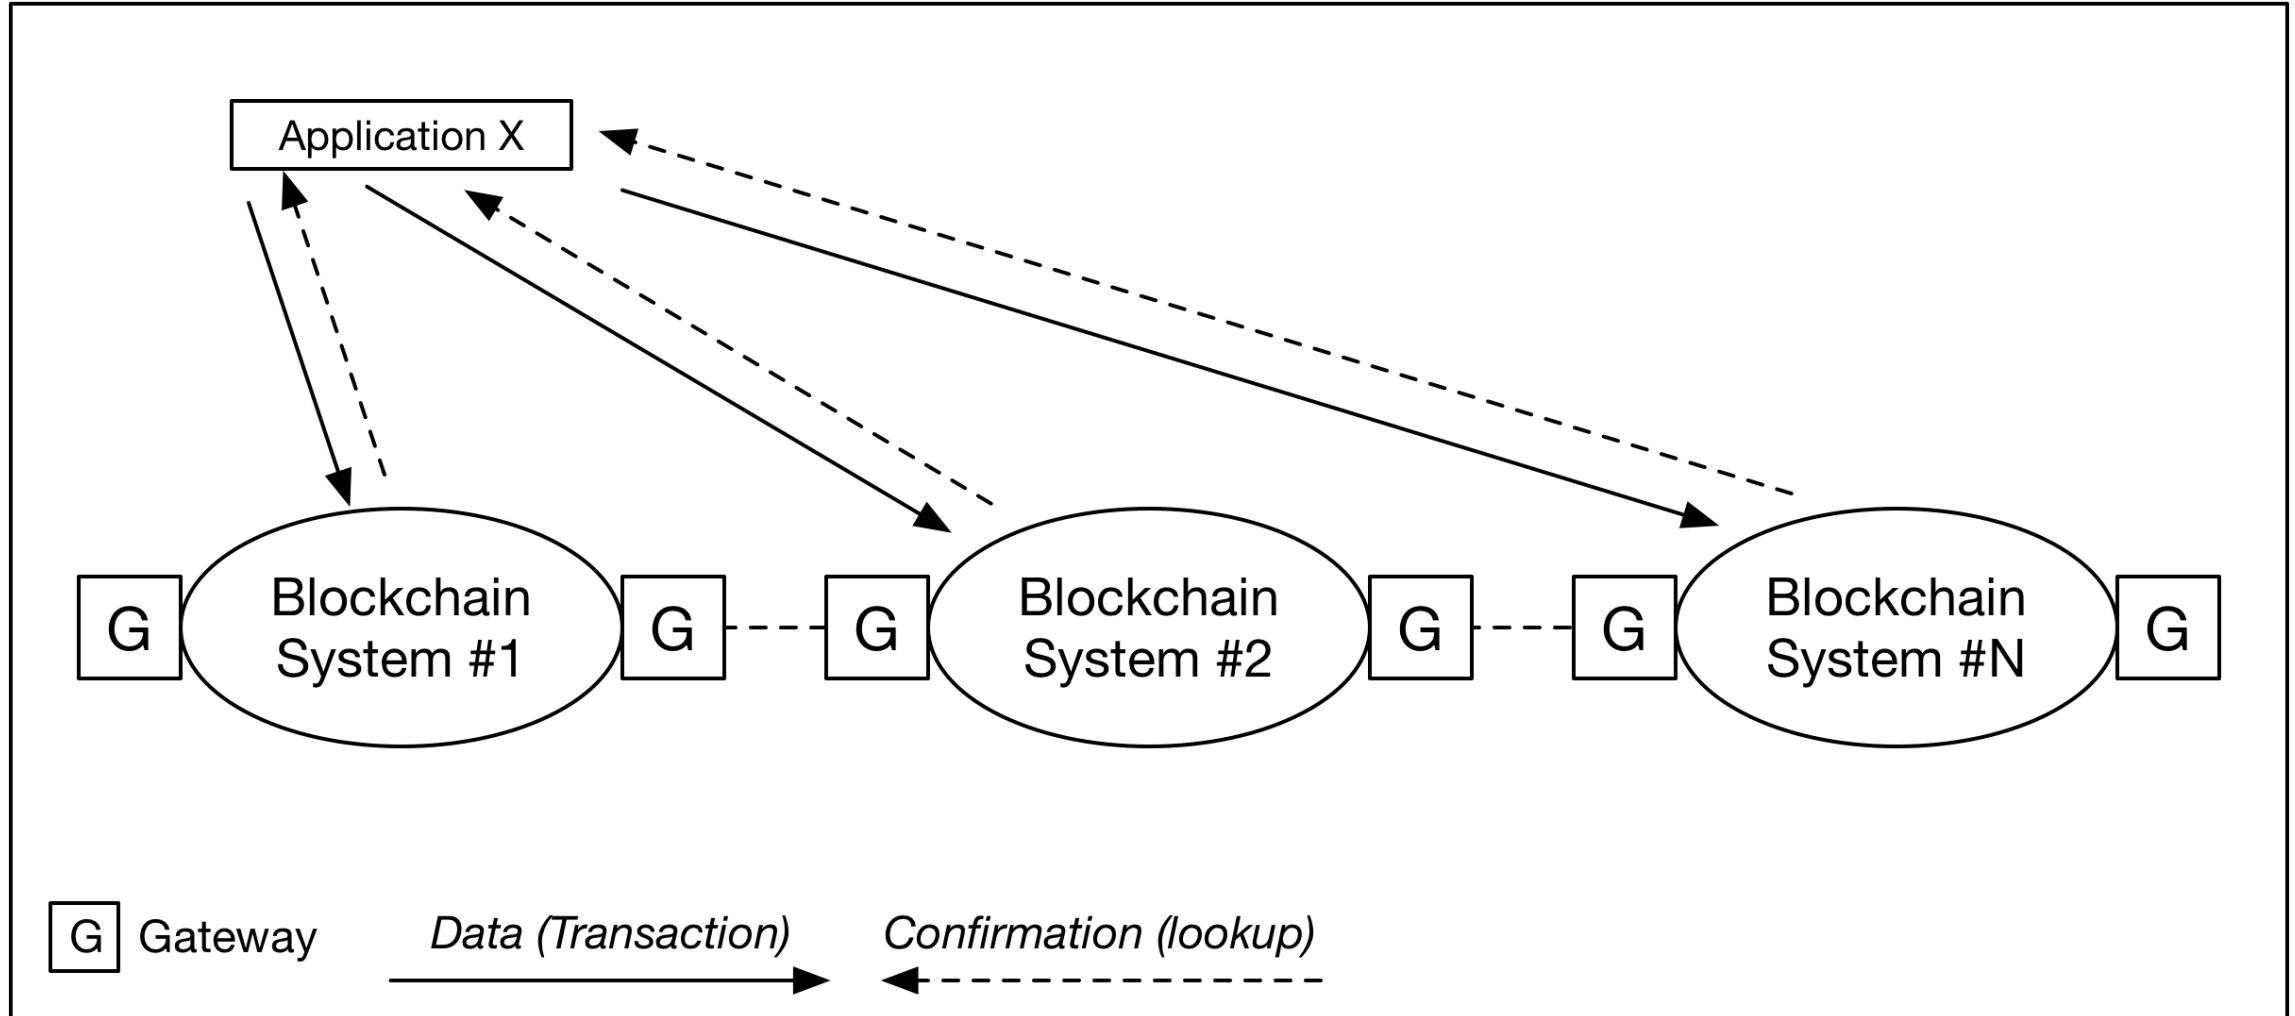 Application X
G
Blockchain
System #1
G
G
Blockchain
System #2
G
G
Blockchain
System #N
G
G
Gateway
Data (Transaction)
Confirmation (lookup)